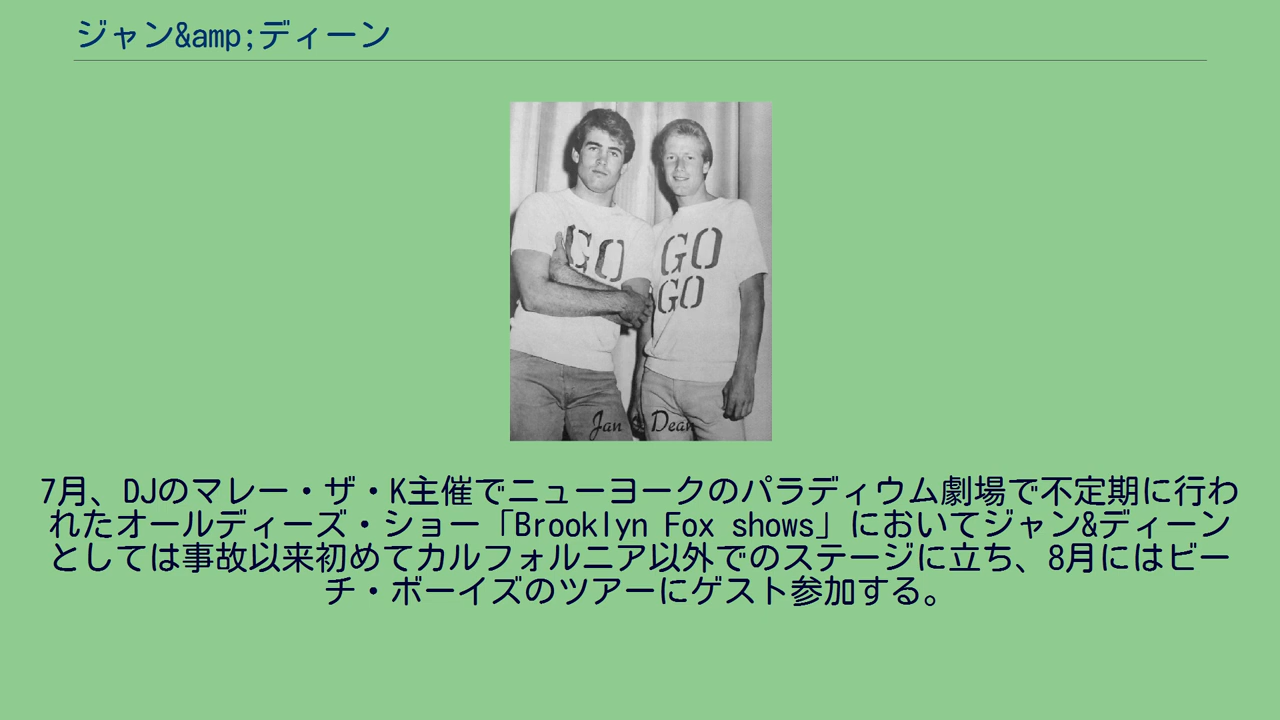 ジャン&amp;ディーン
GO
GO
GO
Jan & Dean
7月、DJのマレー・ザ・K主催でニューヨークのパラディウム劇場で不定期に行わ
れたオールディーズ・ショー「Brooklyn Fox shows」においてジャン&ディーン
としては事故以来初めてカルフォルニア以外でのステージに立ち、8月にはビー
チ・ボーイズのツアーにゲスト参加する。